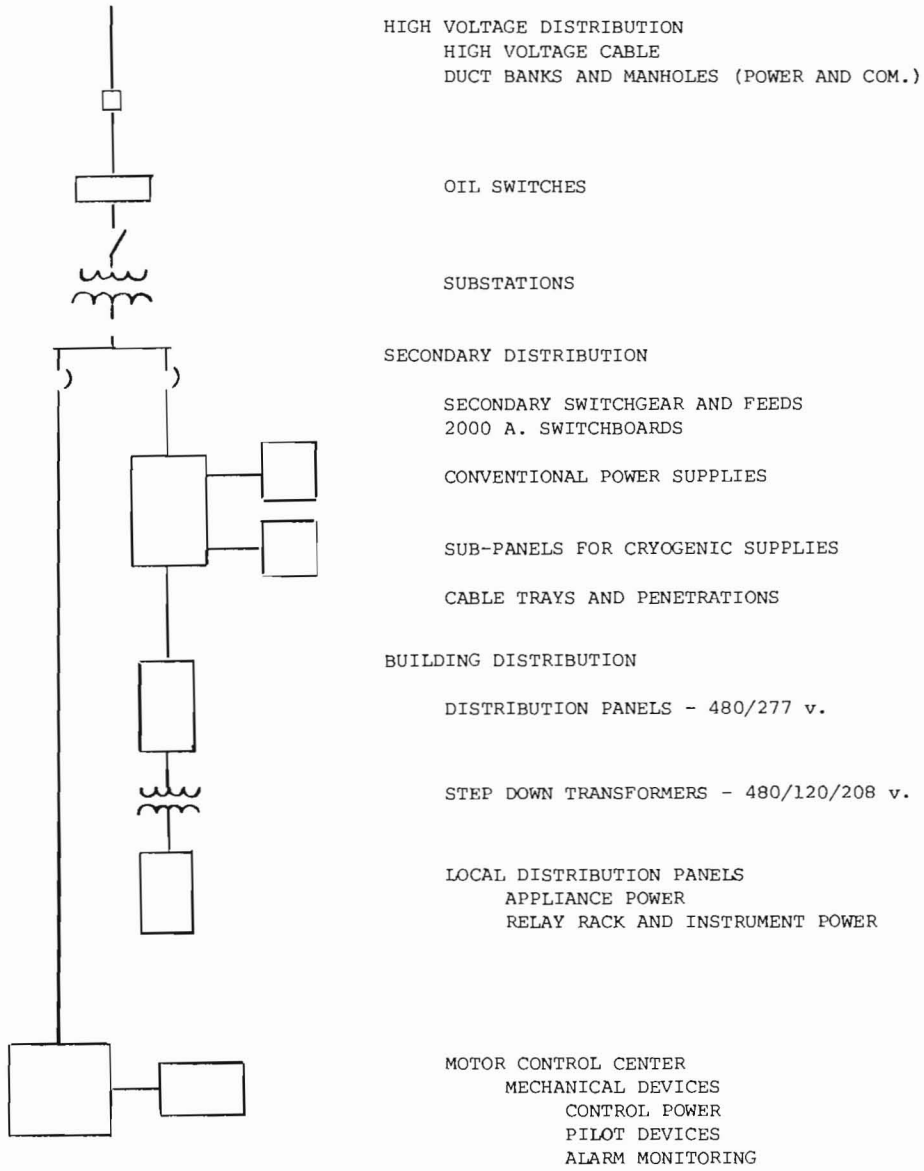 HIGH VOLTAGE DISTRIBUTION
HIGH VOLTAGE CABLE
DUCT BANKS AND MANHOLES (POWER AND COM.)
OIL SWITCHES
SUBSTATIONS
SECONDARY DISTRIBUTION
SECONDARY SWITCHGEAR AND FEEDS
2000 A. SWITCHBOARDS
CONVENTIONAL POWER SUPPLIES
SUB-PANELS FOR CRYOGENIC SUPPLIES
CABLE TRAYS AND PENETRATIONS
BUILDING DISTRIBUTION
DISTRIBUTION PANELS - 480/277 v.
STEP DOWN TRANSFORMERS - 480/120/208 v.
LOCAL DISTRIBUTION PANELS
APPLIANCE POWER
RELAY RACK AND INSTRUMENT POWER
MOTOR CONTROL CENTER
MECHANICAL DEVICES
CONTROL POWER
PILOT DEVICES
ALARM MONITORING